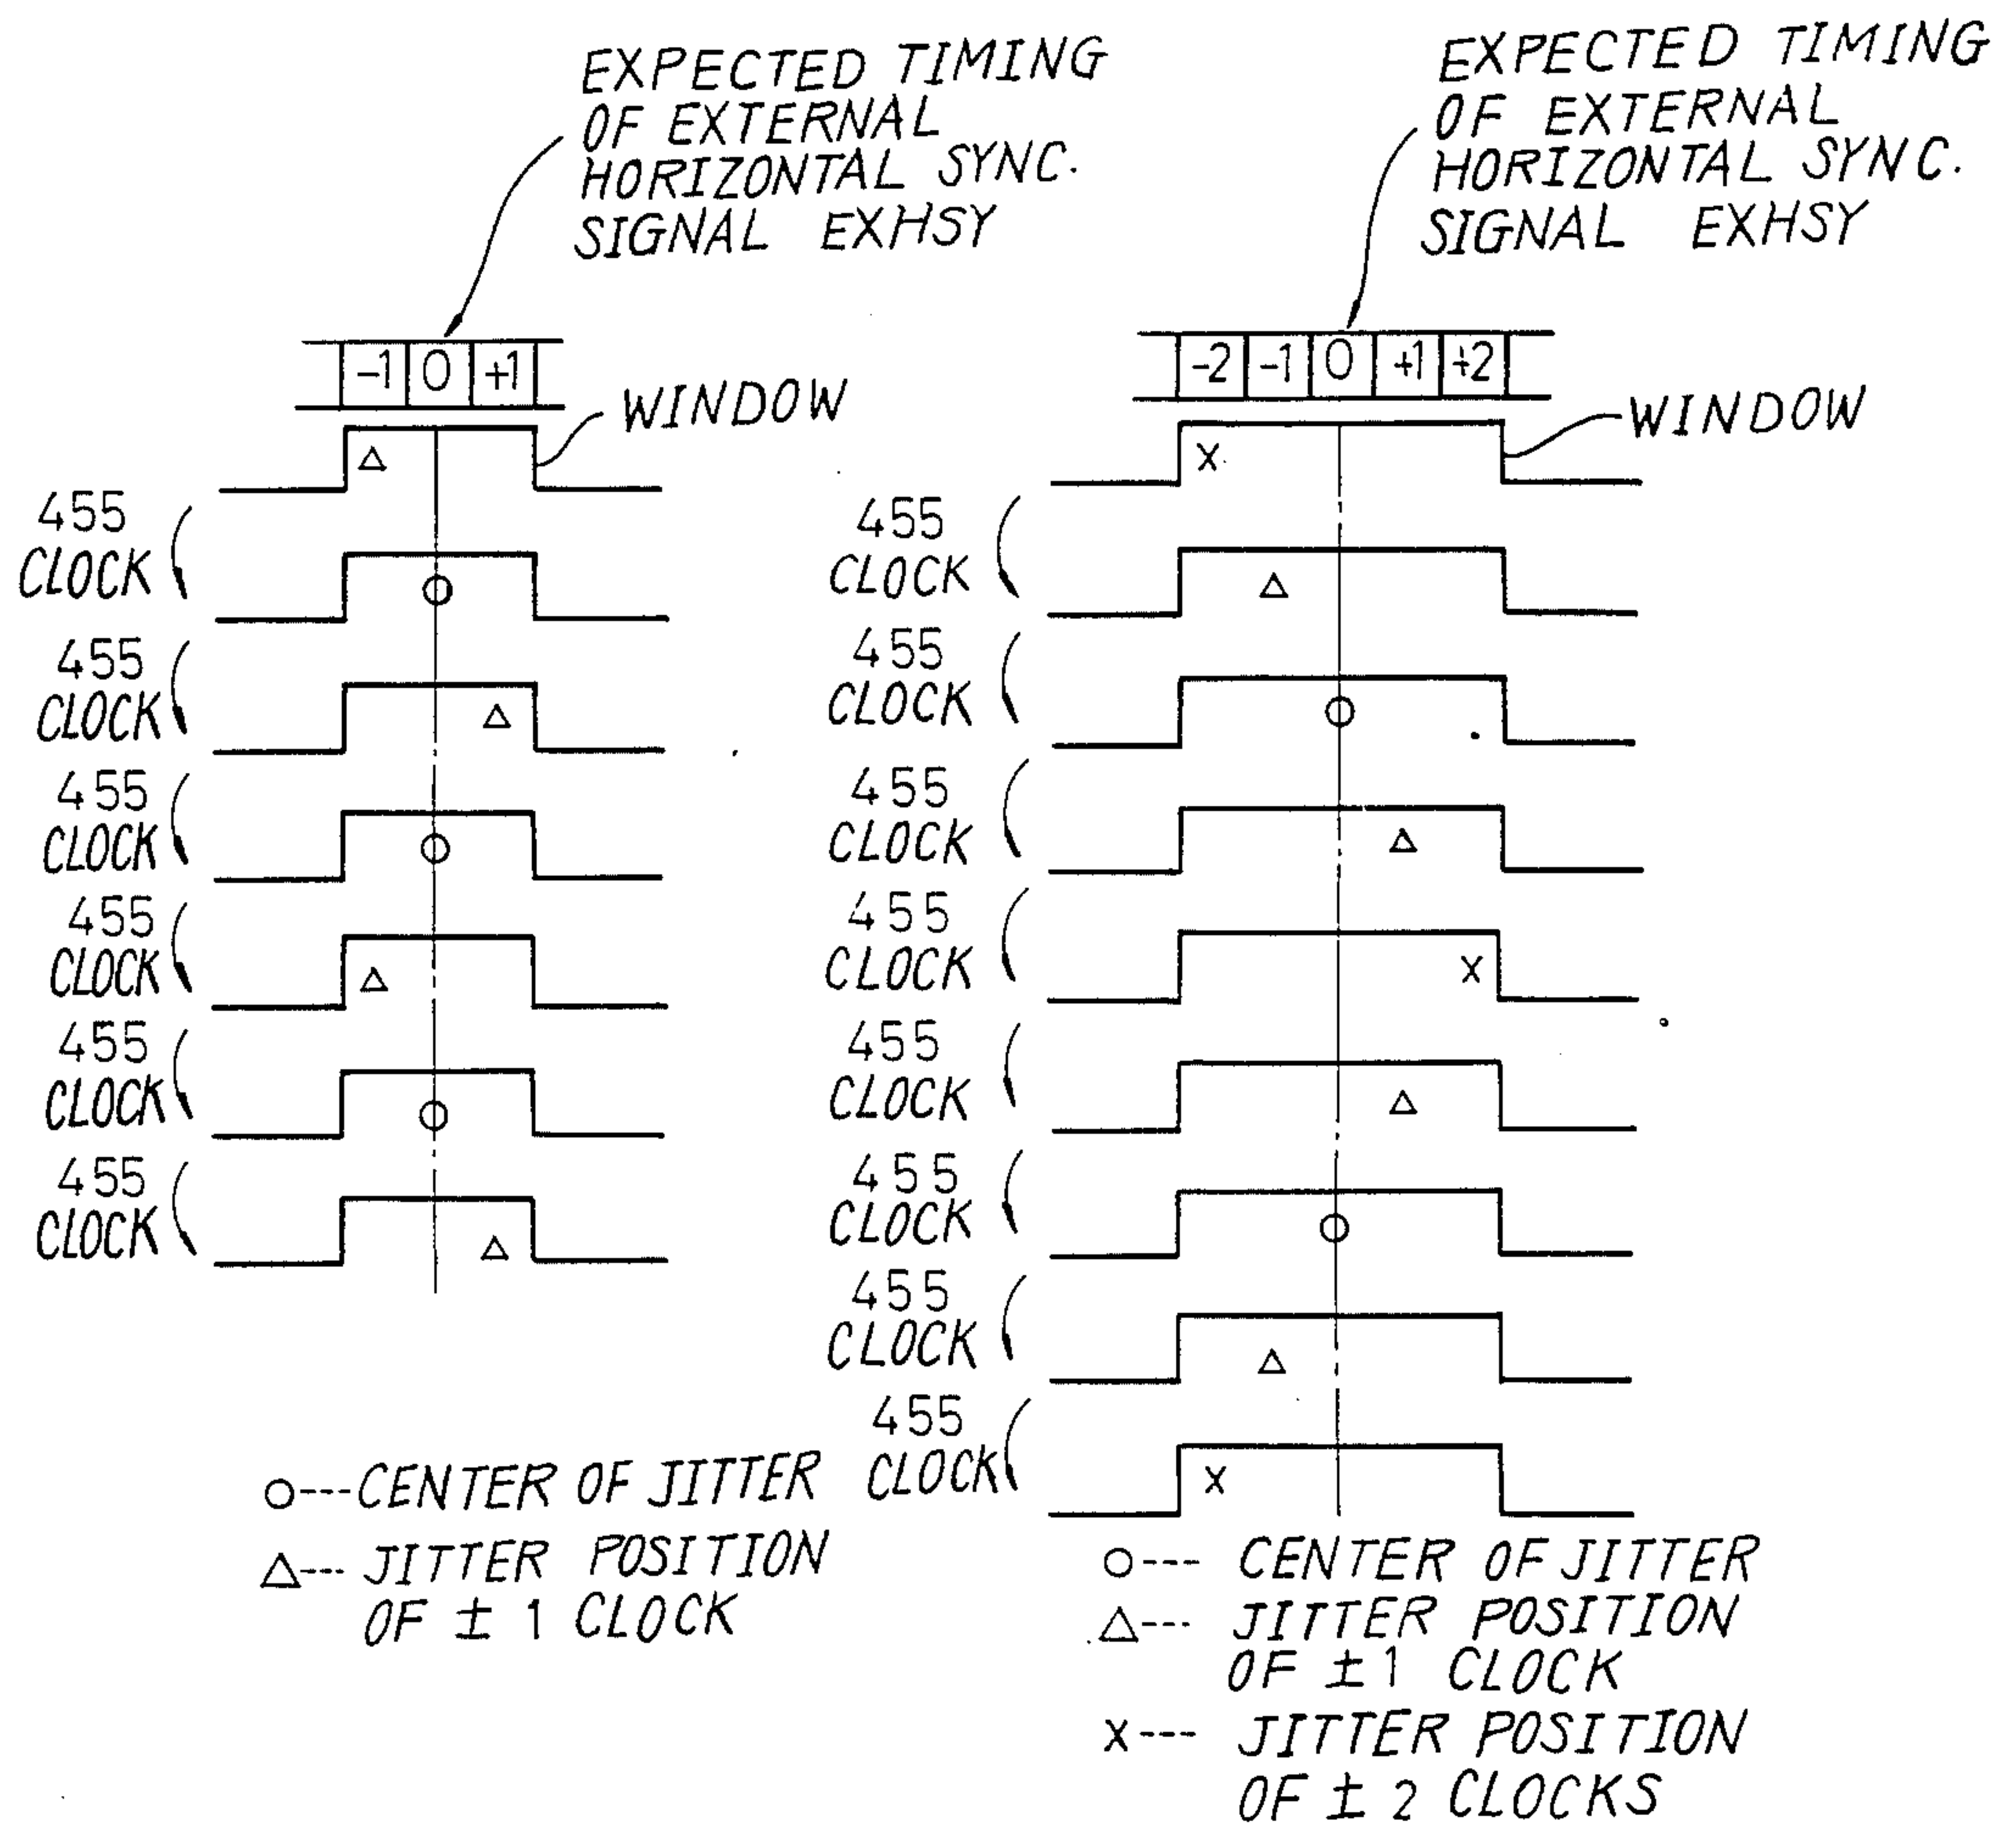 EXPECTED TIMING
OF EXTERNAL
HORIZONTAL SYNC.
SIGNAL EXHSY
-1 0 +1
WINDOW
455
CLOCK
455
CLOCK
455
CLOCK
455
CLOCK
455
CLOCK
455
CLOCK
O---CENTER OF JITTER
△--- JITTER POSITION
OF ± 1 CLOCK
EXPECTED TIMING
OF EXTERNAL
HORIZONTAL SYNC.
SIGNAL EXHSY
-2 -1 0 +1 +2
WINDOW
X
455
CLOCK
455
CLOCK
455
CLOCK
455
CLOCK
X
455
CLOCK
455
CLOCK
455
CLOCK
455
CLOCK
X
O--- CENTER OF JITTER
△--- JITTER POSITION
OF ±1 CLOCK
X--- JITTER POSITION
OF ± 2 CLOCKS